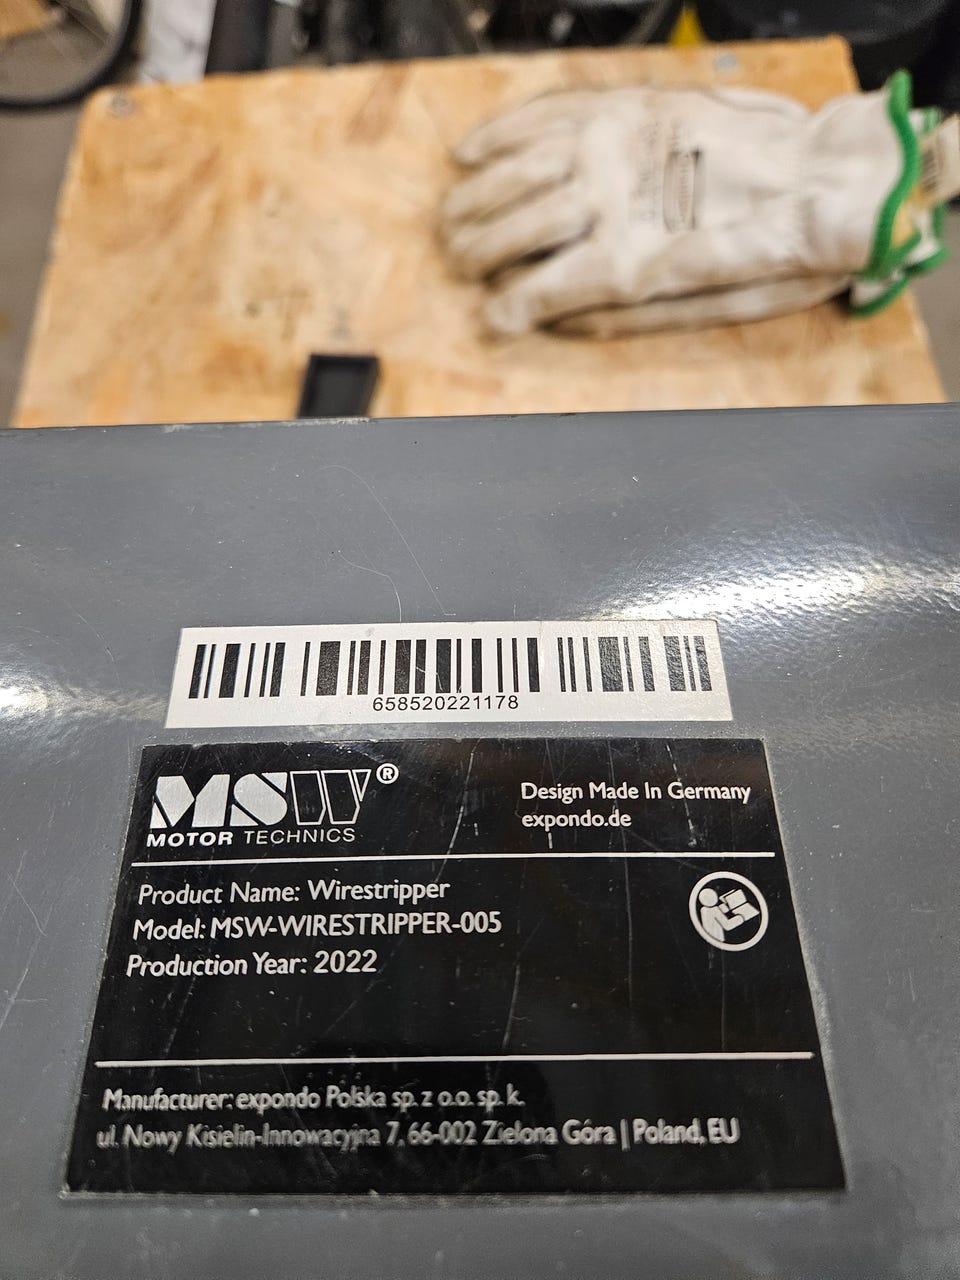 658520221178
MSW®
MOTOR TECHNICS
Design Made In Germany
expondo.de
Product Name: Wirestripper
Model: MSW-WIRESTRIPPER-005
Production Year: 2022
Manufacturer: expondo Polska sp. z o.o. sp. k.
ul. Nowy Kisielin-Innowacyjna 7, 66-002 Zielona Góra | Poland, EU